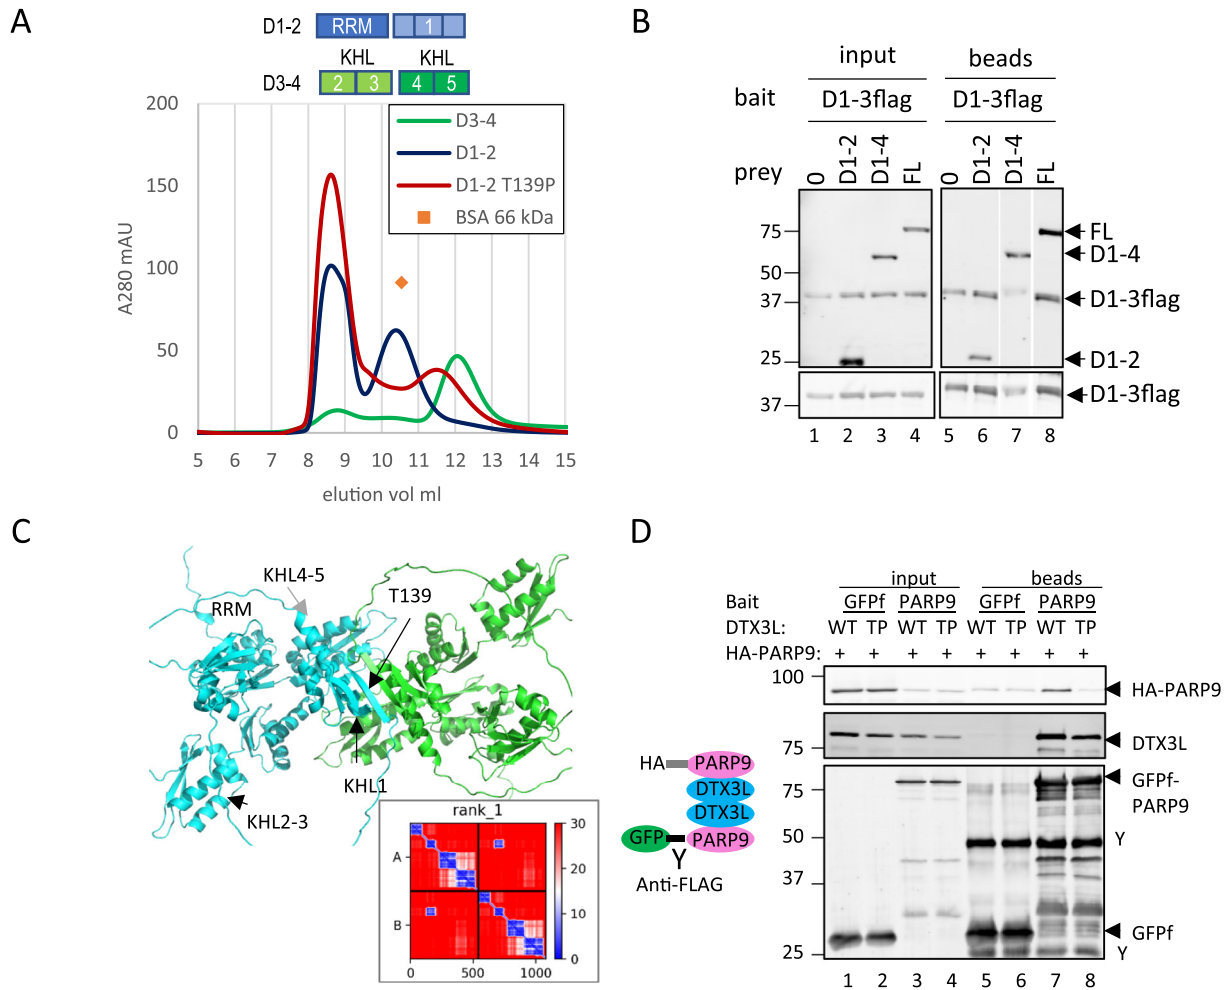 A
D1-2 RRM 1
KHL KHL
D3-4 2 3 4 5
200
150
100
50
0
A280 mAU
D3-4
D1-2
D1-2 T139P
BSA 66 kDa
5 6 7 8 9 10 11 12 13 14 15
elution vol ml
B
input beads
bait D1-3flag D1-3flag
prey 0 D1-2 D1-4 FL 0 D1-2 D1-4 FL
75
50
37
25
37
FL
D1-4
D1-3flag
D1-2
D1-3flag
1 2 3 4 5 6 7 8
C
KHL4-5
T139
RRM
KHL1
KHL2-3
rank_1
A
B
0 500 1000
30
20
10
0
D
input beads
Bait GFPf PARP9 GFPf PARP9
DTX3L: WT TP WT TP WT TP WT TP
HA-PARP9: + + + + + + + +
100
HA-PARP9
75
DTX3L
75
50
37
25
GFPf-
PARP9
Y
GFPf
Y
1 2 3 4 5 6 7 8
HA PARP9
DTX3L
DTX3L
GFP PARP9
Y
Anti-FLAG